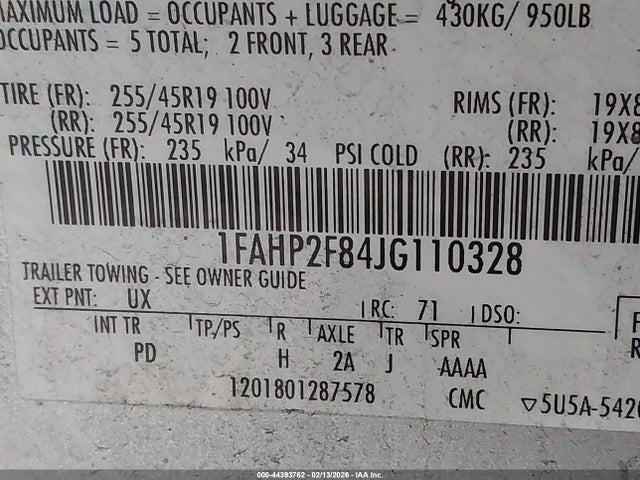 MAXIMUM LOAD = OCCUPANTS + LUGGAGE = 430KG/ 950LB
OCCUPANTS = 5 TOTAL; 2 FRONT, 3 REAR
TIRE (FR): 255/45R19 100V RIMS (FR): 19X8
(RR): 255/45R19 100V (RR): 19X8
PRESSURE (FR): 235 kPa/ 34 PSI COLD (RR): 235 kPa/
1FAHP2F84JG110328
TRAILER TOWING - SEE OWNER GUIDE
EXT PNT: UX RC: 71 DSO:
INT TR TP/PS R AXLE TR SPR
PD H 2A J AAAA
1201801287578 CMC ▽5U5A-5420
000-44393762 - 02/13/2026 - IAA Inc.